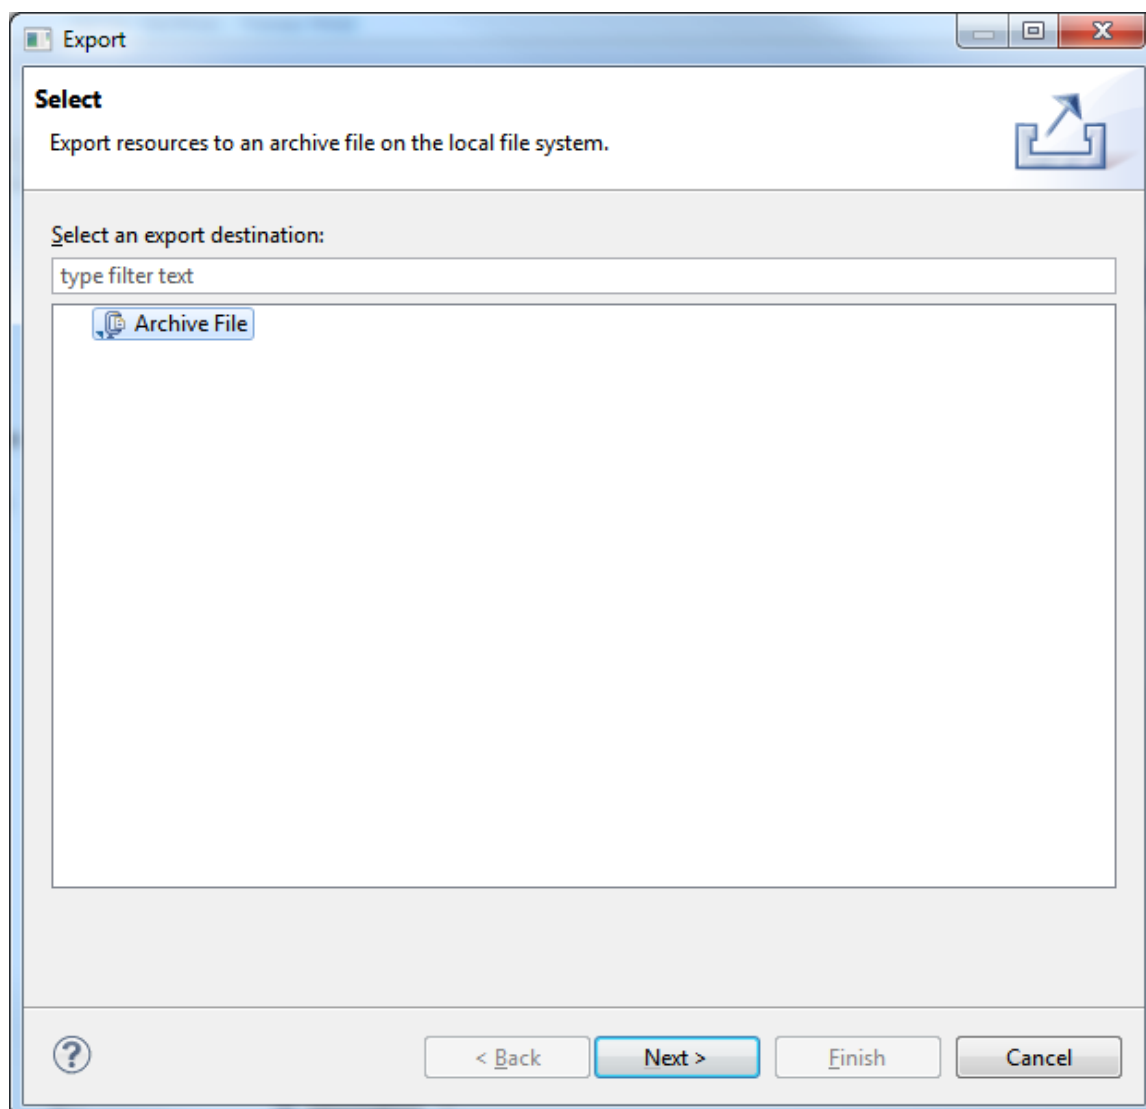 Export
Select
Export resources to an archive file on the local file system.
Select an export destination:
type filter text
Archive File
?
< Back
Next >
Finish
Cancel